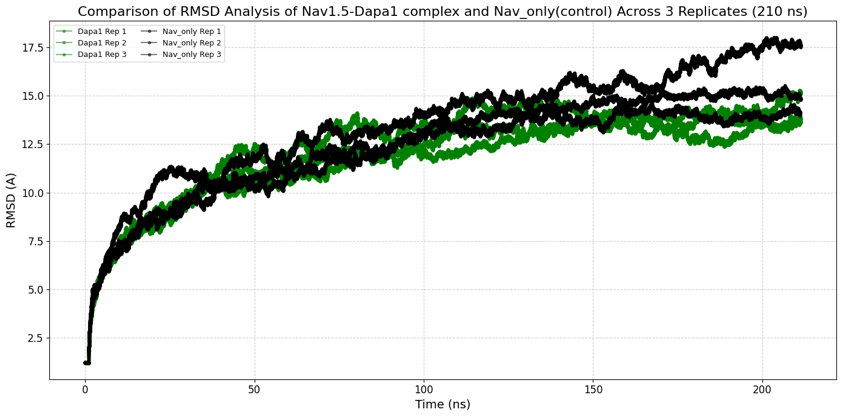 Comparison of RMSD Analysis of Nav1.5-Dapa1 complex and Nav_only(control) Across 3 Replicates (210 ns)
Dapa1 Rep 1 Nav_only Rep 1
Dapa1 Rep 2 Nav_only Rep 2
Dapa1 Rep 3 Nav_only Rep 3
17.5
15.0
12.5
10.0
7.5
5.0
2.5
RMSD (A)
0 50 100 150 200
Time (ns)